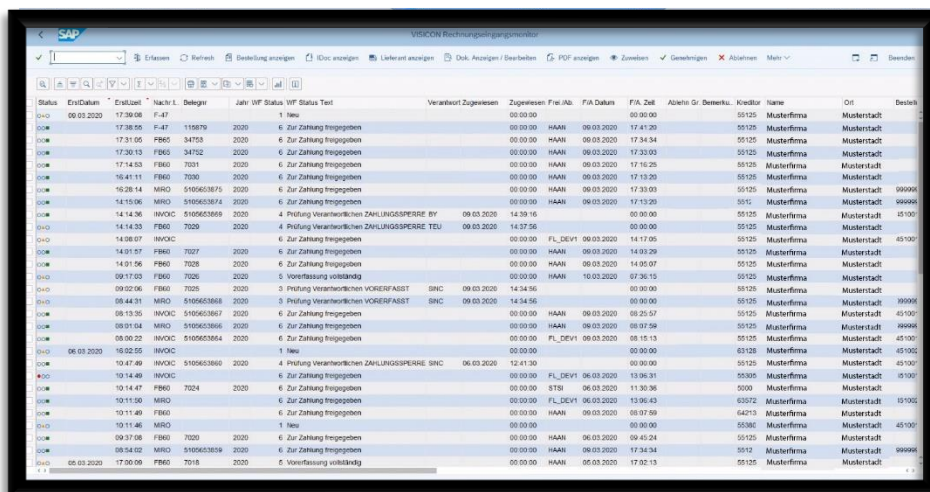 SAP VISICON Rechnungseingangsmonitor
Erfassen Refresh Bestellung anzeigen IDoc anzeigen Lieferant anzeigen Dok. Anzeigen / Bearbeiten PDF anzeigen Zuweisen Genehmigen Ablehnen Mehr Beenden
Status ErstDatum ErstUzeit Nachr.t. Belegnr Jahr WF Status WF Status Text Verantwort Zugewiesen Zugewiesen Frei./Ab. F/A Datum F/A. Zeit Ablehn Gr. Bemerku.. Kreditor Name Ort Bestell
09.03.2020 17:39:08 F-47 1 Neu 00:00:00 00:00:00 55125 Musterfirma Musterstadt
17:38:55 F-47 115879 2020 6 Zur Zahlung freigegeben 00:00:00 HAAN 09.03.2020 17:41:20 55125 Musterfirma Musterstadt
17:31:05 FB65 34753 2020 6 Zur Zahlung freigegeben 00:00:00 HAAN 09.03.2020 17:34:34 55125 Musterfirma Musterstadt
17:30:13 FB65 34752 2020 6 Zur Zahlung freigegeben 00:00:00 HAAN 09.03.2020 17:33:03 55125 Musterfirma Musterstadt
17:14:53 FB60 7031 2020 6 Zur Zahlung freigegeben 00:00:00 HAAN 09.03.2020 17:16:25 55125 Musterfirma Musterstadt
16:41:11 FB60 7030 2020 6 Zur Zahlung freigegeben 00:00:00 HAAN 09.03.2020 17:13:20 55125 Musterfirma Musterstadt
16:28:14 MIRO 5105653875 2020 6 Zur Zahlung freigegeben 00:00:00 HAAN 09.03.2020 17:33:03 55125 Musterfirma Musterstadt
14:15:06 MIRO 5105653874 2020 6 Zur Zahlung freigegeben 00:00:00 HAAN 09.03.2020 17:13:20 5512 Musterfirma Musterstadt
14:14:36 INVOIC 5105653869 2020 4 Prüfung Verantwortlichen ZAHLUNGSSPERRE BY 09.03.2020 14:39:16 00:00:00 55125 Musterfirma Musterstadt
14:14:33 FB60 7029 2020 4 Prüfung Verantwortlichen ZAHLUNGSSPERRE TEU 09.03.2020 14:37:56 00:00:00 55125 Musterfirma Musterstadt
14:08:07 INVOIC 6 Zur Zahlung freigegeben 00:00:00 FL_DEV1 09.03.2020 14:17:05 55125 Musterfirma Musterstadt
14:01:57 FB60 7027 2020 6 Zur Zahlung freigegeben 00:00:00 HAAN 09.03.2020 14:03:29 55125 Musterfirma Musterstadt
14:01:56 FB60 7028 2020 6 Zur Zahlung freigegeben 00:00:00 HAAN 09.03.2020 14:05:07 55125 Musterfirma Musterstadt
09:17:03 FB60 7026 2020 5 Vorerfassung vollständig 00:00:00 HAAN 10.03.2020 07:36:15 55125 Musterfirma Musterstadt
09:02:06 FB60 7025 2020 3 Prüfung Verantwortlichen VORERFASST SINC 09.03.2020 14:34:56 00:00:00 55125 Musterfirma Musterstadt
08:44:31 MIRO 5105653868 2020 3 Prüfung Verantwortlichen VORERFASST SINC 09.03.2020 14:34:56 00:00:00 55125 Musterfirma Musterstadt
08:13:35 INVOIC 5105653867 2020 6 Zur Zahlung freigegeben 00:00:00 HAAN 09.03.2020 08:25:57 55125 Musterfirma Musterstadt
08:01:04 MIRO 5105653866 2020 6 Zur Zahlung freigegeben 00:00:00 HAAN 09.03.2020 08:07:59 55125 Musterfirma Musterstadt
08:00:22 INVOIC 5105653864 2020 6 Zur Zahlung freigegeben 00:00:00 FL_DEV1 09.03.2020 08:15:13 55125 Musterfirma Musterstadt
06.03.2020 16:02:55 INVOIC 1 Neu 00:00:00 00:00:00 63128 Musterfirma Musterstadt
10:47:49 INVOIC 5105653860 2020 4 Prüfung Verantwortlichen ZAHLUNGSSPERRE SINC 06.03.2020 12:41:30 00:00:00 55125 Musterfirma Musterstadt
10:14:49 INVOIC 6 Zur Zahlung freigegeben 00:00:00 FL_DEV1 06.03.2020 13:06:31 55305 Musterfirma Musterstadt
10:14:47 FB60 7024 2020 6 Zur Zahlung freigegeben 00:00:00 STSI 06.03.2020 11:30:36 5000 Musterfirma Musterstadt
10:11:50 MIRO 6 Zur Zahlung freigegeben 00:00:00 FL_DEV1 06.03.2020 13:06:43 63572 Musterfirma Musterstadt
10:11:49 FB60 6 Zur Zahlung freigegeben 00:00:00 HAAN 09.03.2020 08:07:59 64213 Musterfirma Musterstadt
10:11:46 MIRO 1 Neu 00:00:00 00:00:00 55380 Musterfirma Musterstadt
09:37:08 FB60 7020 2020 6 Zur Zahlung freigegeben 00:00:00 HAAN 06.03.2020 09:45:24 55125 Musterfirma Musterstadt
08:54:02 MIRO 5105653859 2020 6 Zur Zahlung freigegeben 00:00:00 HAAN 09.03.2020 17:34:34 5512 Musterfirma Musterstadt
05.03.2020 17:00:09 FB60 7018 2020 5 Vorerfassung vollständig 00:00:00 HAAN 05.03.2020 17:02:13 55125 Musterfirma Musterstadt